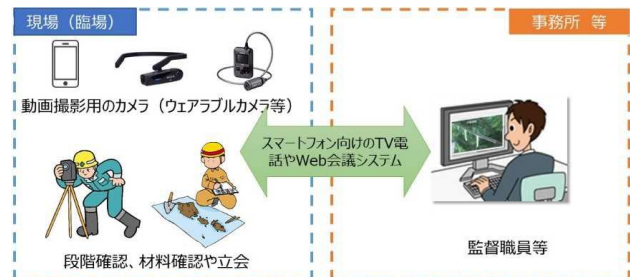 現場（臨場）
事務所 等
動画撮影用のカメラ（ウェアラブルカメラ等）
スマートフォン向けのTV電
話やWeb会議システム
段階確認、材料確認や立会
監督職員等